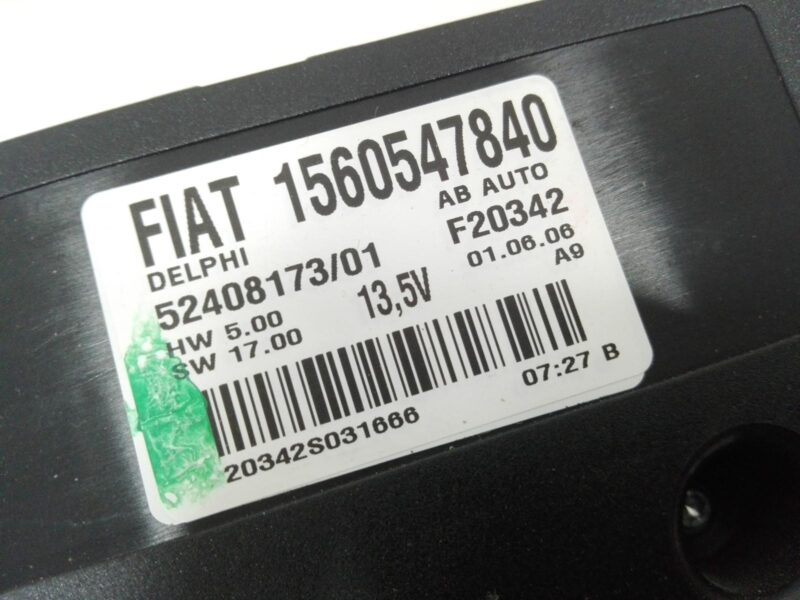 FIAT 1560547840
DELPHI AB AUTO
52408173/01 F20342
HW 5.00 13,5V 01.06.06
SW 17.00 A9
07:27 B
20342S031666